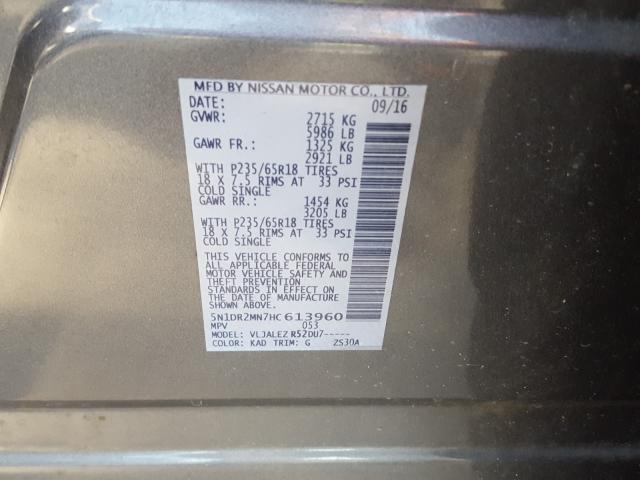 MFD BY NISSAN MOTOR CO., LTD.
DATE: 09/16
GVWR: 2715 KG
5986 LB
GAWR FR.: 1325 KG
2921 LB
WITH P235/65R18 TIRES
18 X 7.5 RIMS AT 33 PSI
COLD SINGLE
GAWR RR.: 1454 KG
3205 LB
WITH P235/65R18 TIRES
18 X 7.5 RIMS AT 33 PSI
COLD SINGLE
THIS VEHICLE CONFORMS TO
ALL APPLICABLE FEDERAL
MOTOR VEHICLE SAFETY AND
THEFT PREVENTION
STANDARDS IN EFFECT ON
THE DATE OF MANUFACTURE
SHOWN ABOVE.
5N1DR2MN7HC613960
MPV 053
MODEL: VLJALEZ R52DU7-----
COLOR: KAD TRIM: G ZS30A